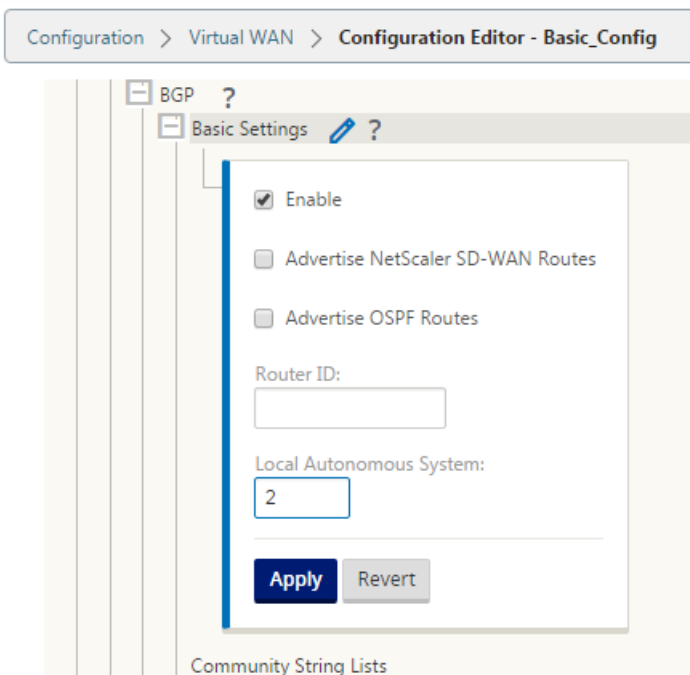 Configuration > Virtual WAN > Configuration Editor - Basic_Config
BGP ?
Basic Settings ?
Enable
Advertise NetScaler SD-WAN Routes
Advertise OSPF Routes
Router ID:
Local Autonomous System:
2
Apply Revert
Community String Lists